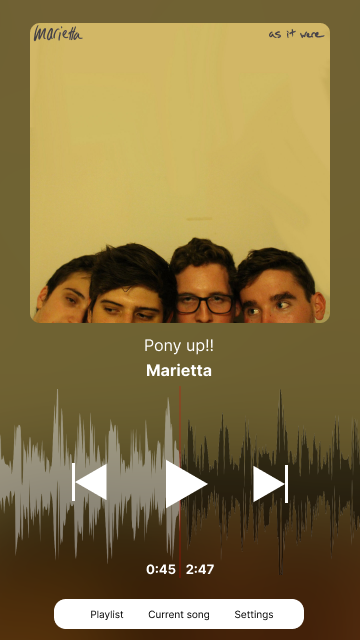 Marietta as it were
Pony up!!
Marietta
0:45 2:47
Playlist Current song Settings